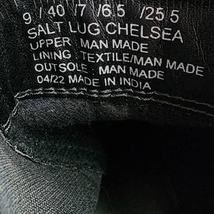 9 / 40 /7 /6.5 /25.5
SALT LUG CHELSEA
UPPER : MAN MADE
LINING : TEXTILE/MAN MADE
OUTSOLE : MAN MADE
04/22 MADE IN INDIA